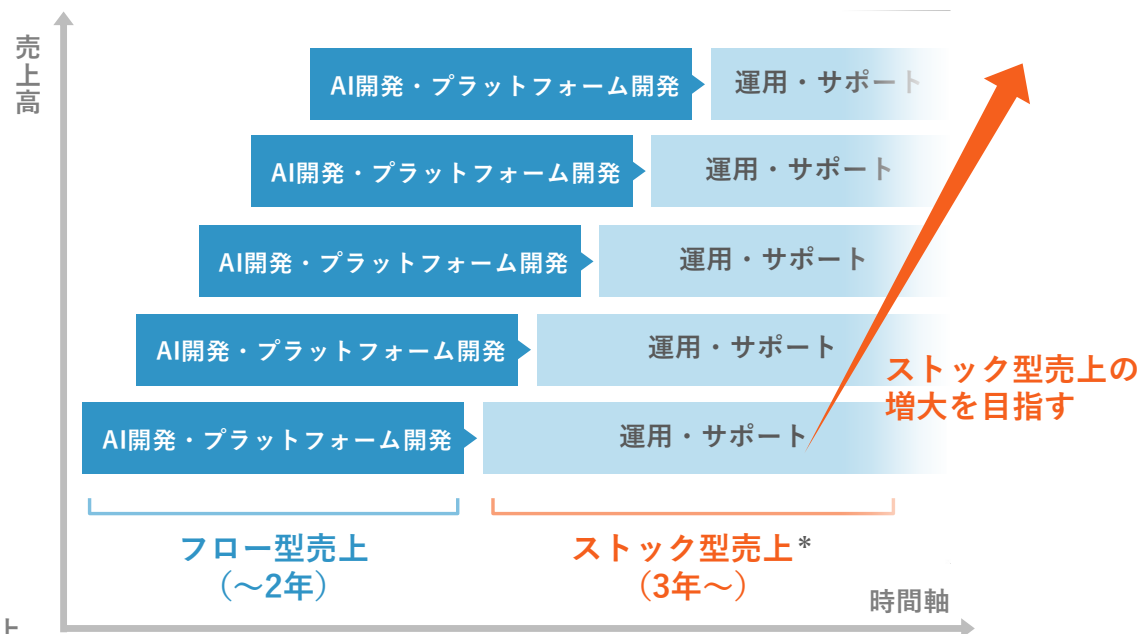 売上高
AI開発・プラットフォーム開発
運用・サポート
AI開発・プラットフォーム開発
運用・サポート
AI開発・プラットフォーム開発
運用・サポート
AI開発・プラットフォーム開発
運用・サポート
ストック型売上の
増大を目指す
AI開発・プラットフォーム開発
運用・サポート
フロー型売上
(〜2年)
ストック型売上*
(3年〜)
時間軸
上